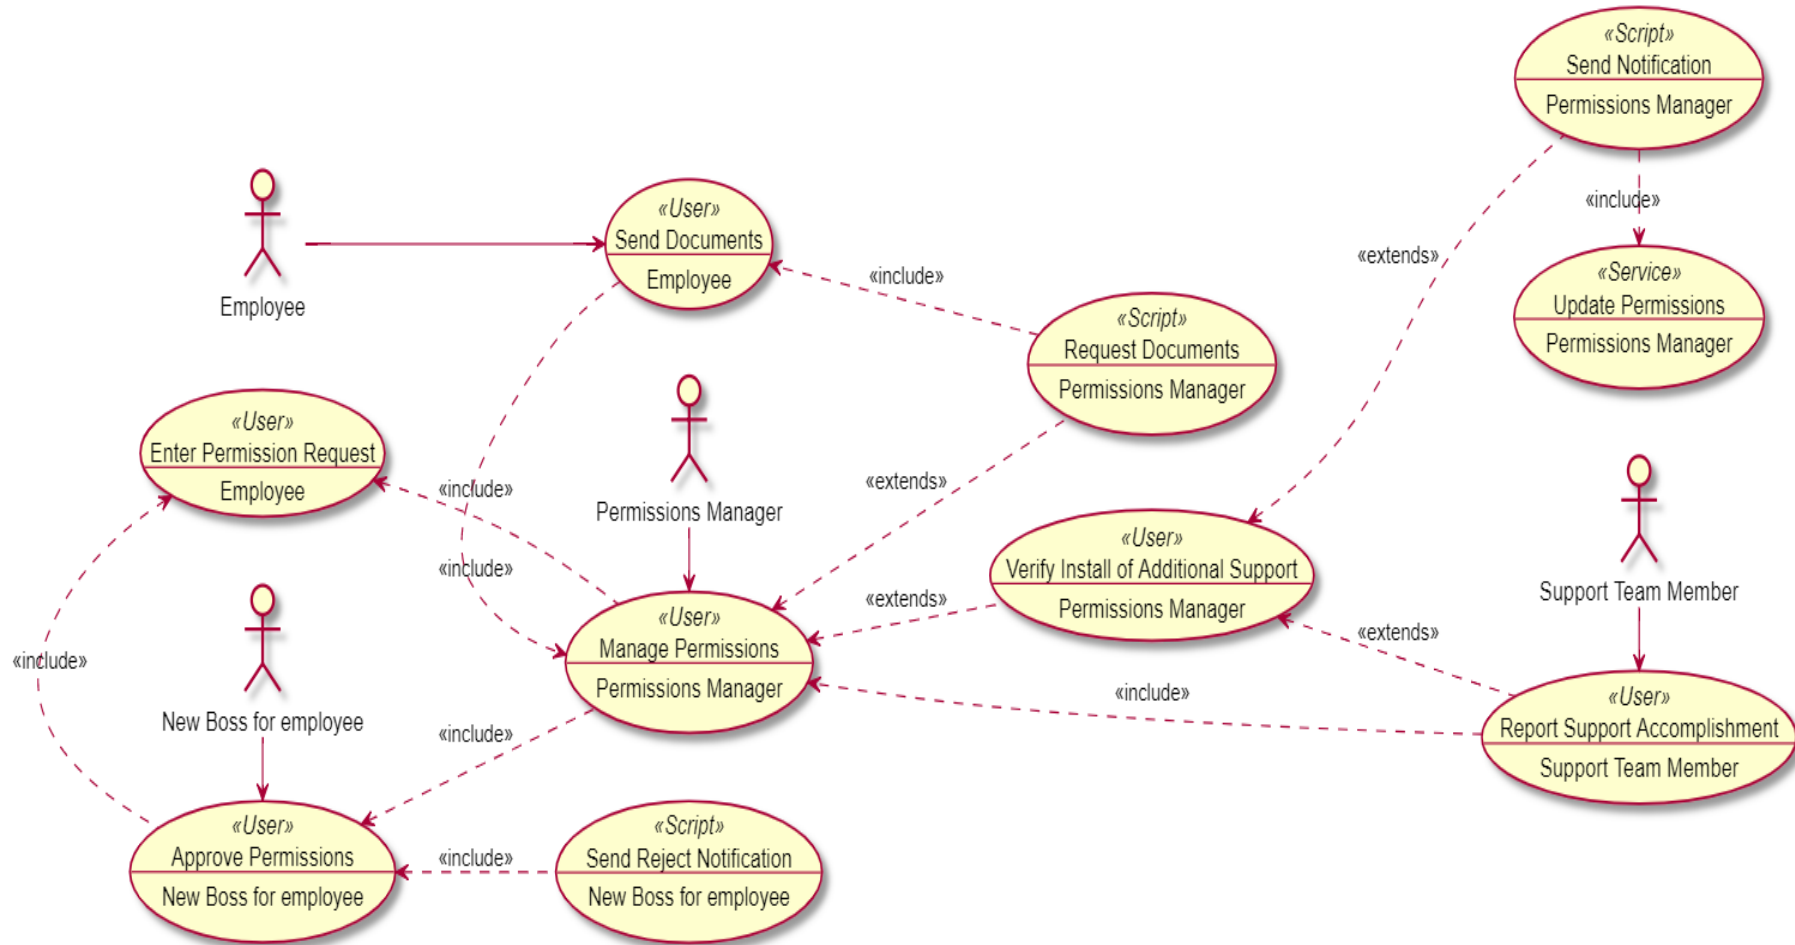 «Script»
Send Notification
Permissions Manager
«include»
«extends»
«User»
Send Documents
Employee
Employee
«include»
«Service»
Update Permissions
Permissions Manager
«Script»
Request Documents
Permissions Manager
«User»
Enter Permission Request
Employee
«include»
Permissions Manager
«extends»
«include»
«User»
Verify Install of Additional Support
Permissions Manager
Support Team Member
«extends»
«extends»
«User»
Manage Permissions
Permissions Manager
«include»
New Boss for employee
«include»
«include»
«User»
Report Support Accomplishment
Support Team Member
«User»
Approve Permissions
New Boss for employee
«include»
«Script»
Send Reject Notification
New Boss for employee